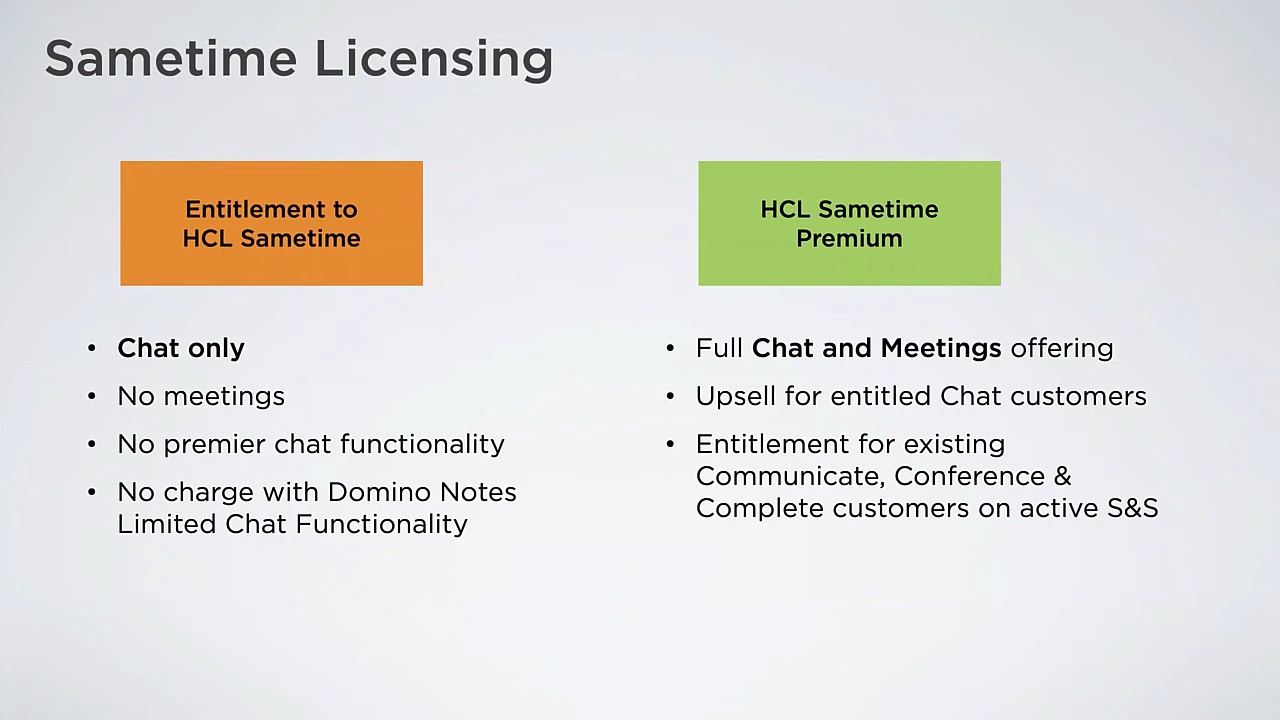 Sametime Licensing
Entitlement to
HCL Sametime
• Chat only
• No meetings
• No premier chat functionality
• No charge with Domino Notes
Limited Chat Functionality
HCL Sametime
Premium
• Full Chat and Meetings offering
• Upsell for entitled Chat customers
• Entitlement for existing
Communicate, Conference &
Complete customers on active S&S